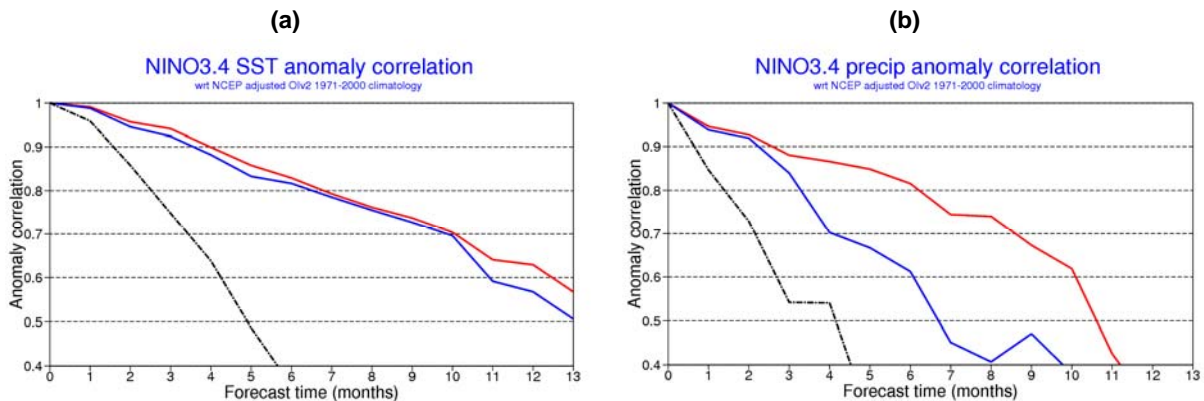 (a)
NINO3.4 SST anomaly correlation
wrt NCEP adjusted OIv2 1971-2000 climatology
1
0.9
0.8
0.7
0.6
0.5
0.4
Anomaly correlation
0 1 2 3 4 5 6 7 8 9 10 11 12 13
Forecast time (months)
(b)
NINO3.4 precip anomaly correlation
wrt NCEP adjusted OIv2 1971-2000 climatology
1
0.9
0.8
0.7
0.6
0.5
0.4
Anomaly correlation
0 1 2 3 4 5 6 7 8 9 10 11 12 13
Forecast time (months)